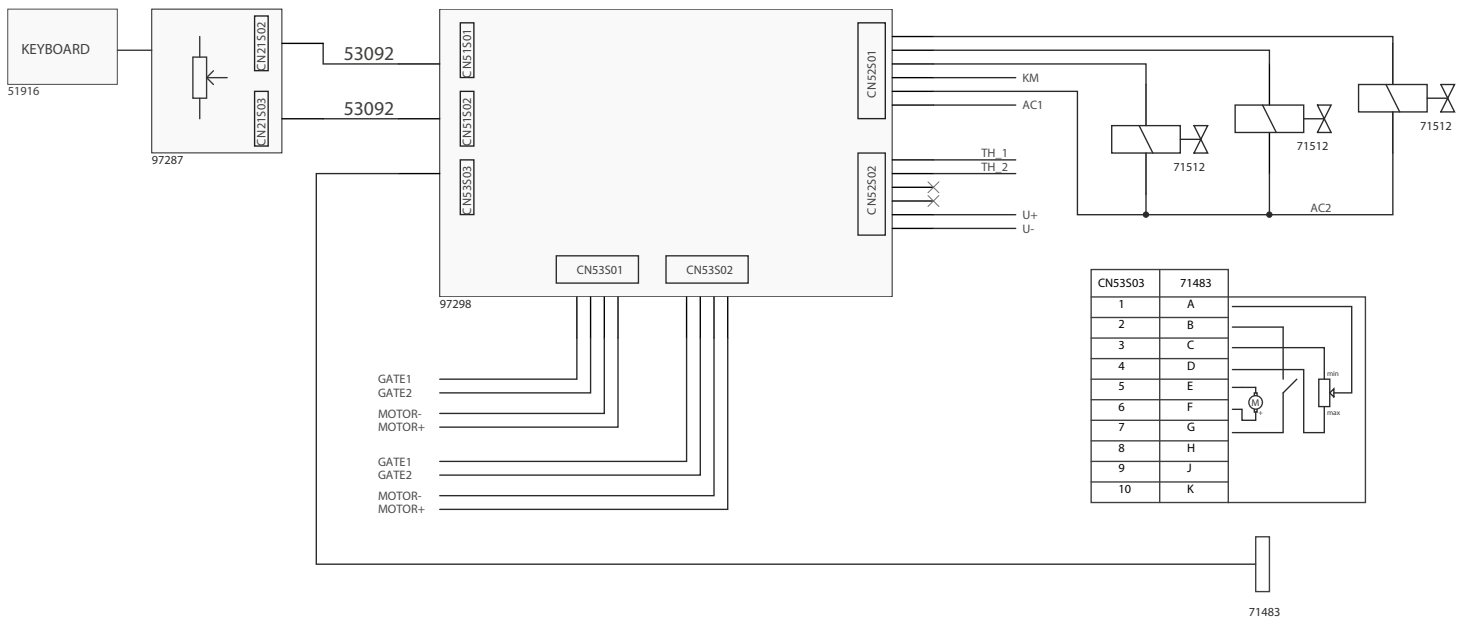 KEYBOARD
51916
CN21S02
CN21S03
97287
53092
53092
CN51S01
CN51S02
CN53S03
CN52S01
CN52S02
CN53S01
CN53S02
97298
KM
AC1
TH_1
TH_2
U+
U-
71512
71512
71512
AC2
GATE1
GATE2
MOTOR-
MOTOR+
GATE1
GATE2
MOTOR-
MOTOR+
CN53S03 71483
1 A
2 B
3 C
4 D
5 E
6 F
7 G
8 H
9 J
10 K
min
M
+
max
71483